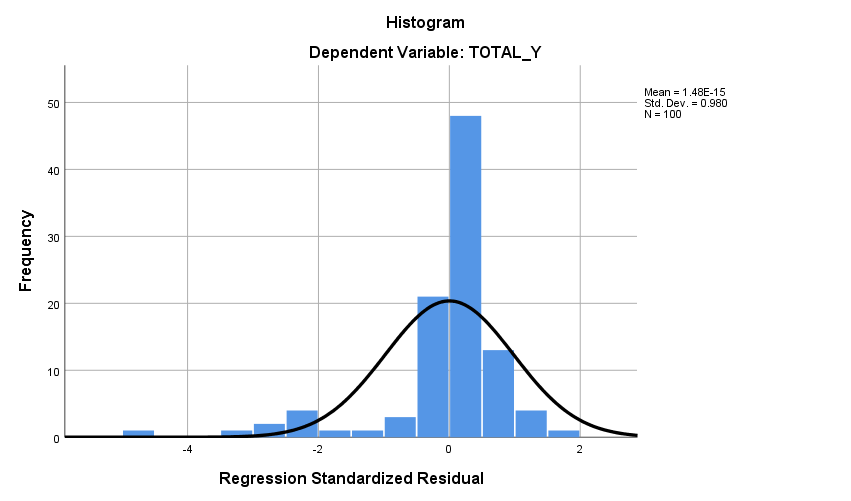 Histogram
Dependent Variable: TOTAL_Y
Mean = 1.48E-15
Std. Dev. = 0.980
N = 100
50
40
30
20
10
0
Frequency
-4
-2
0
2
Regression Standardized Residual